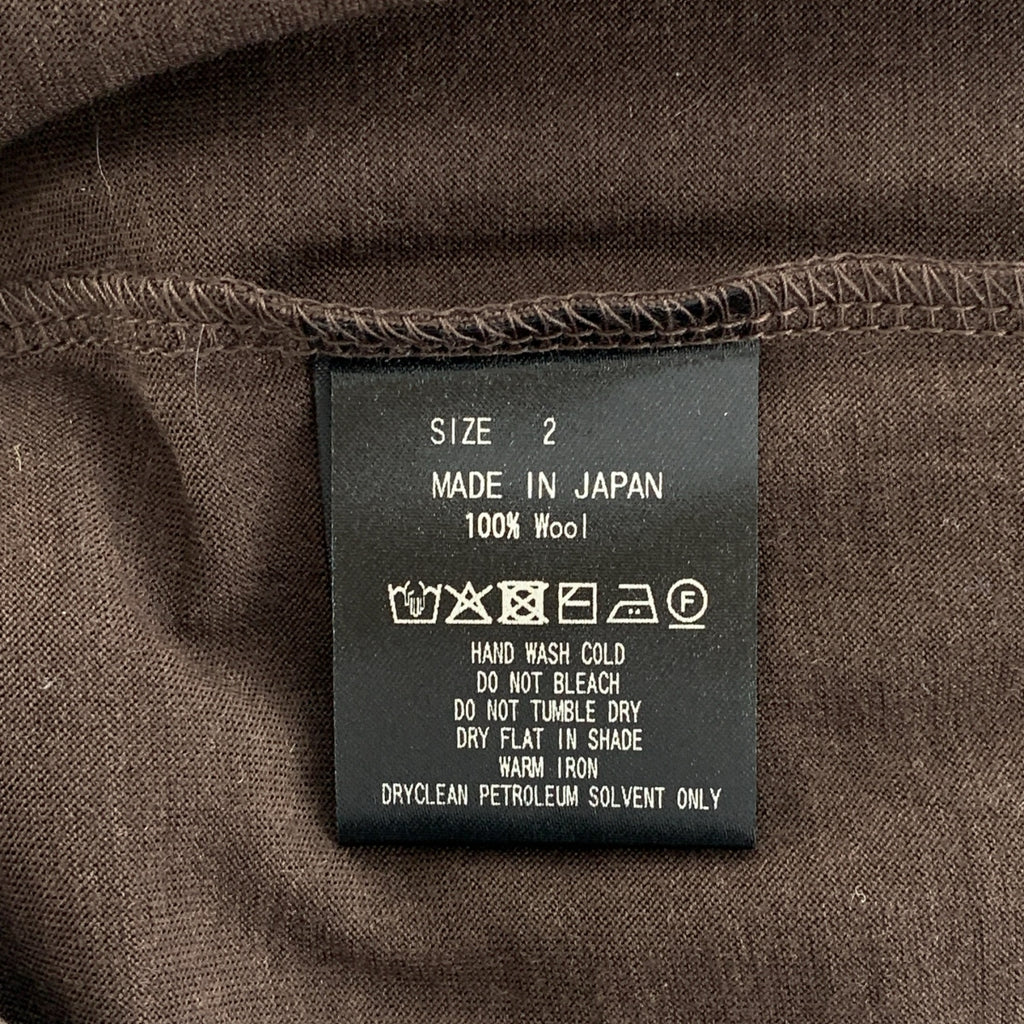 SIZE 2
MADE IN JAPAN
100% Wool
F
HAND WASH COLD
DO NOT BLEACH
DO NOT TUMBLE DRY
DRY FLAT IN SHADE
WARM IRON
DRYCLEAN PETROLEUM SOLVENT ONLY